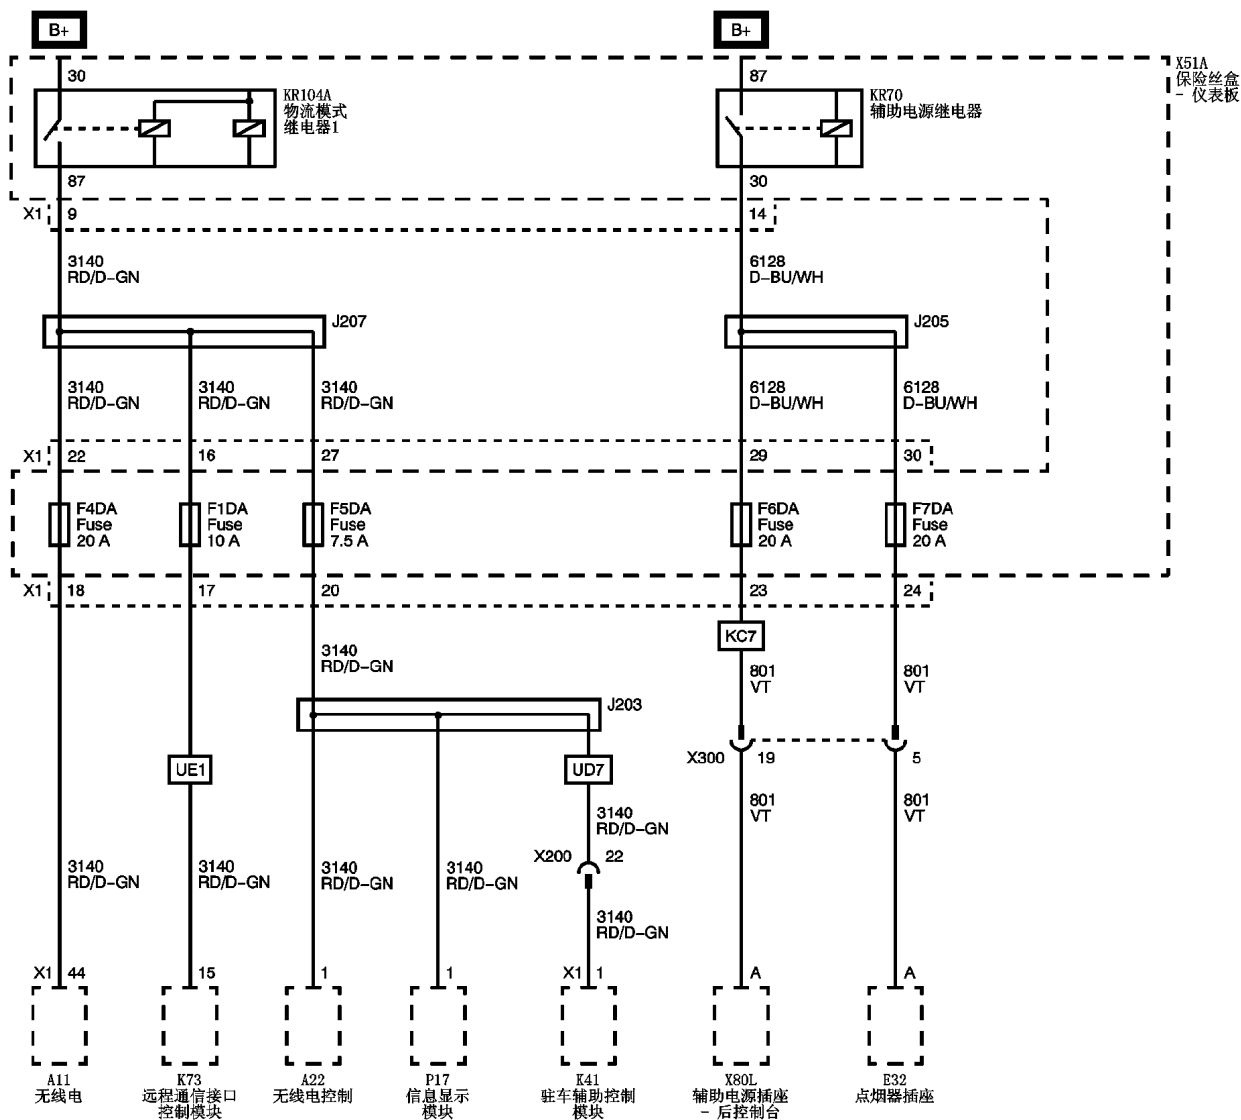 B+
B+
X51A
保险丝盒
- 仪表板
30
KR104A
物流模式
继电器1
87
87
KR70
辅助电源继电器
30
X1
9
14
3140
RD/D-GN
6128
D-BU/WH
J207
J205
3140
RD/D-GN
3140
RD/D-GN
3140
RD/D-GN
6128
D-BU/WH
6128
D-BU/WH
X1
22
16
27
29
30
F4DA
Fuse
20 A
F1DA
Fuse
10 A
F5DA
Fuse
7.5 A
F6DA
Fuse
20 A
F7DA
Fuse
20 A
X1
18
17
20
23
24
KC7
3140
RD/D-GN
801
VT
801
VT
J203
X300
19
5
UE1
UD7
801
VT
801
VT
3140
RD/D-GN
X200
22
3140
RD/D-GN
3140
RD/D-GN
3140
RD/D-GN
3140
RD/D-GN
3140
RD/D-GN
X1
44
15
1
1
X1
1
A
A
A11
无线电
K73
远程通信接口
控制模块
A22
无线电控制
P17
信息显示
模块
K41
驻车辅助控制
模块
X80L
辅助电源插座
- 后控制台
E32
点烟器插座